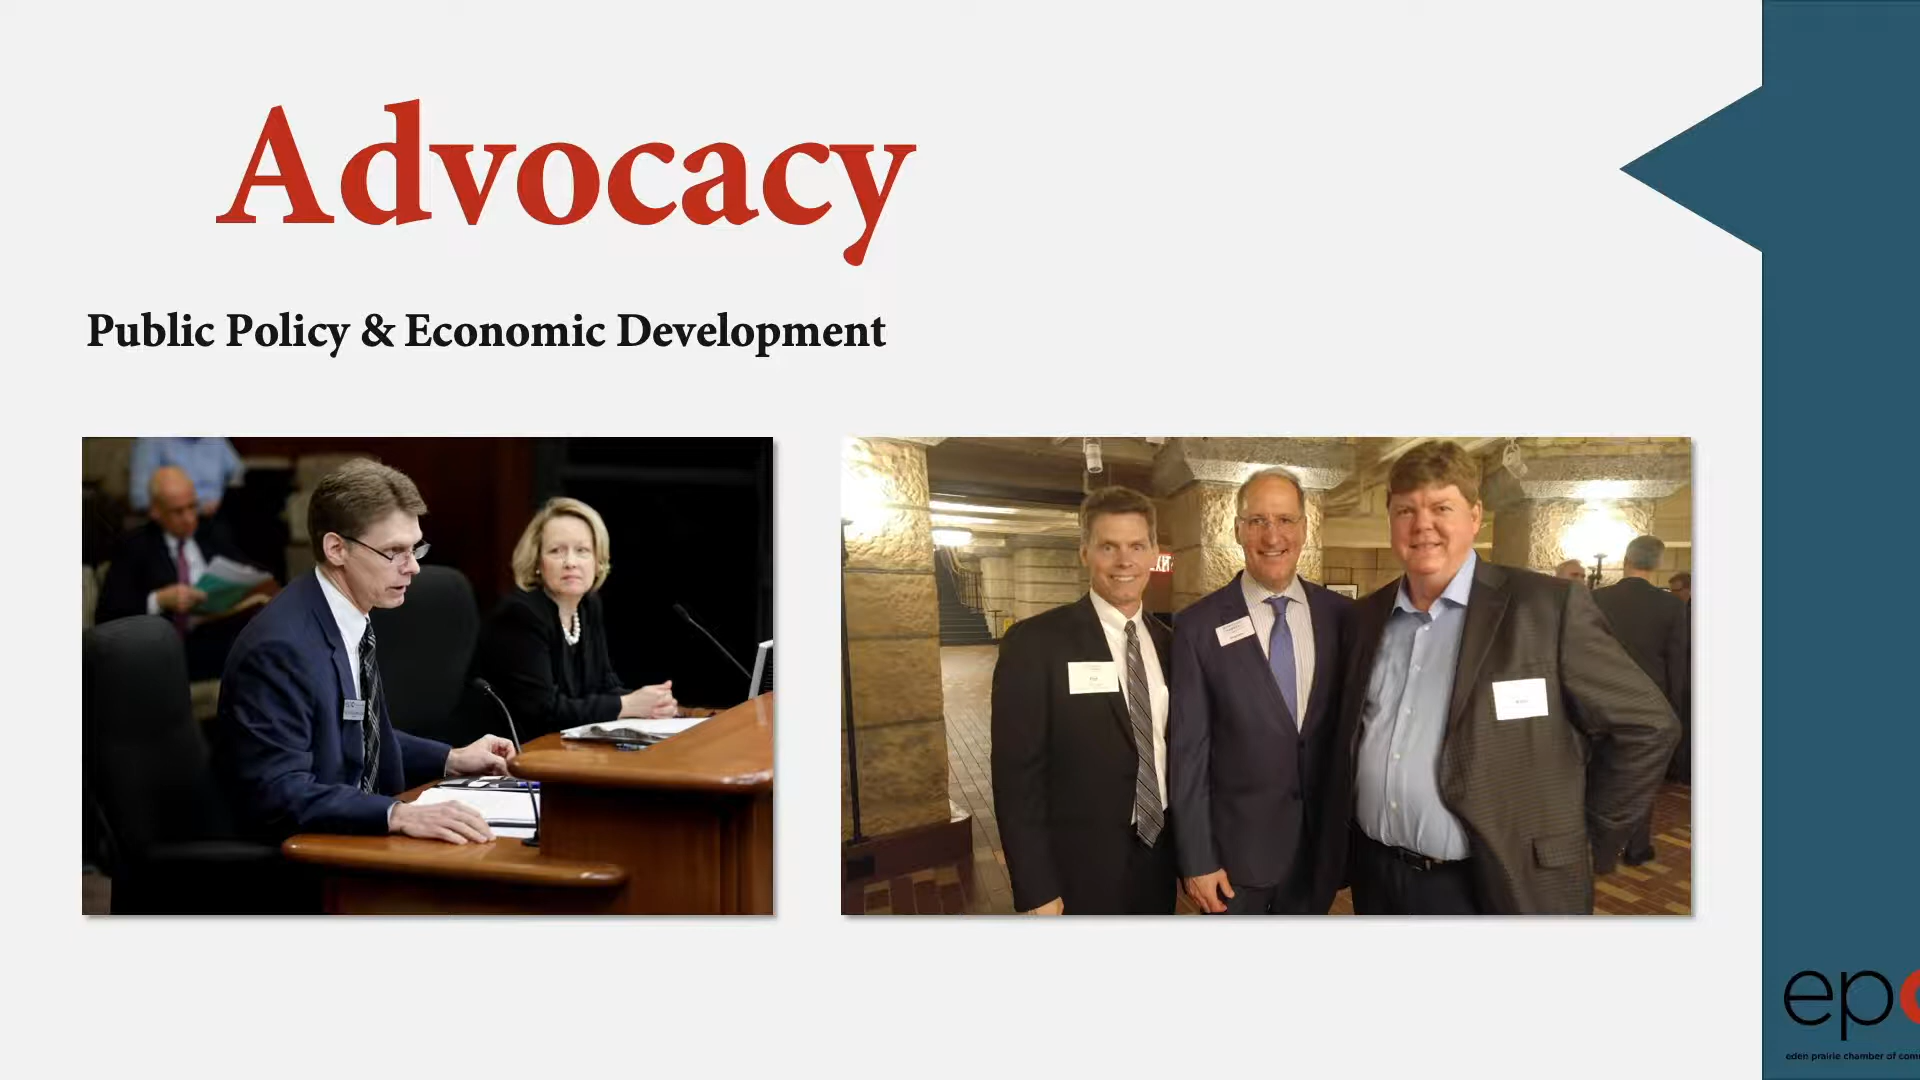 Advocacy
Public Policy & Economic Development
ep
eden prairie chamber of com